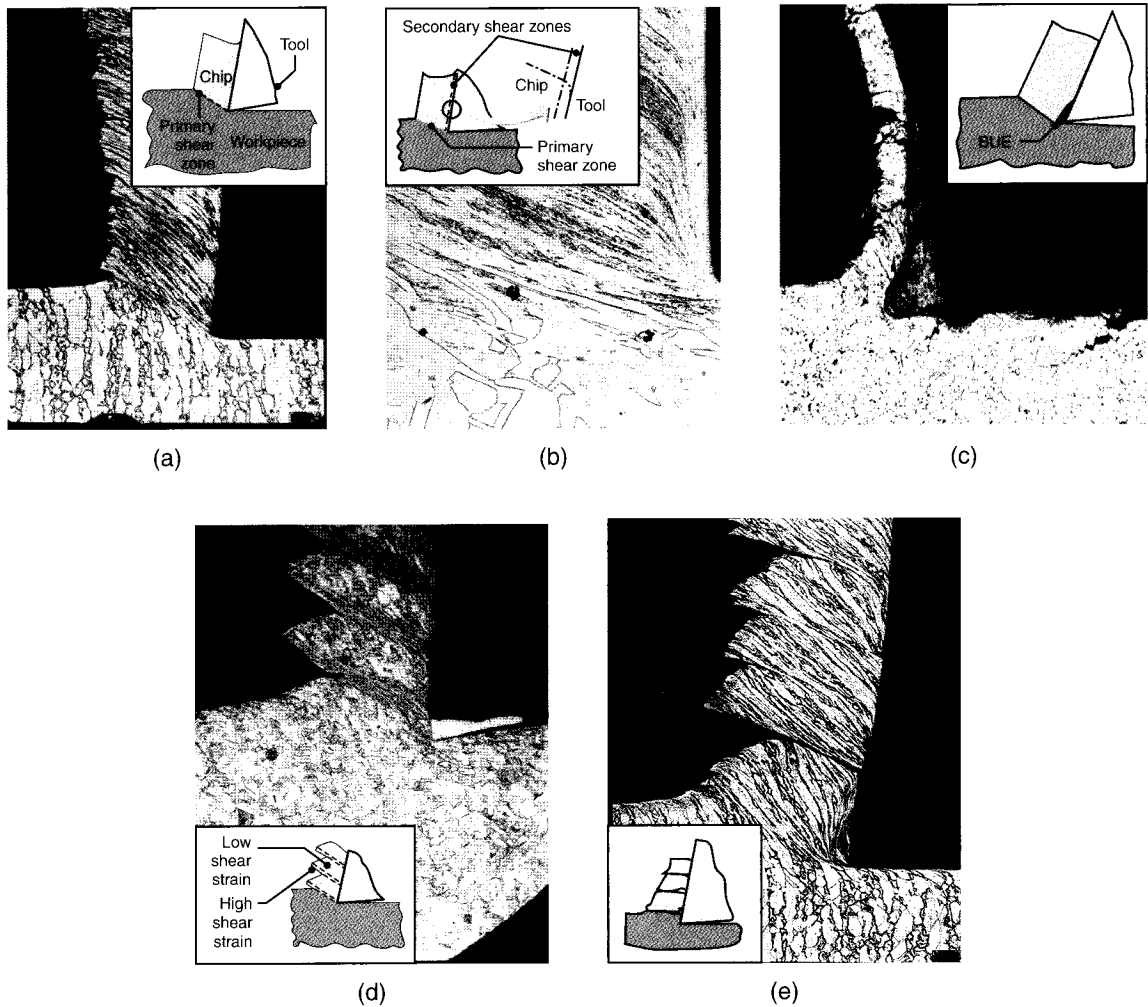 Tool
Chip
Primary
shear
zone
Workpiece
(a)
Secondary shear zones
Chip
Tool
Primary
shear zone
(b)
BUE
(c)
Low
shear
strain
High
shear
strain
(d)
(e)